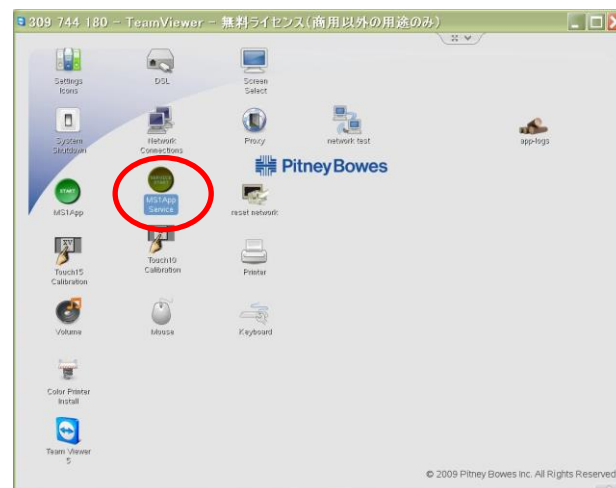 309 744 180 - TeamViewer - 無料ライセンス(商用以外の用途のみ)
Settings
Icons
DSL
Screen
Select
System
Shutdown
Network
Connections
Proxy
network test
app-logs
Pitney Bowes
START
MS1App
SERVICE
START
MS1App
Service
reset network
XV
Touch15
Calibration
Touch10
Calibration
Printer
Volume
Mouse
Keyboard
Color Printer
Install
Team Viewer
5
© 2009 Pitney Bowes Inc. All Rights Reserved